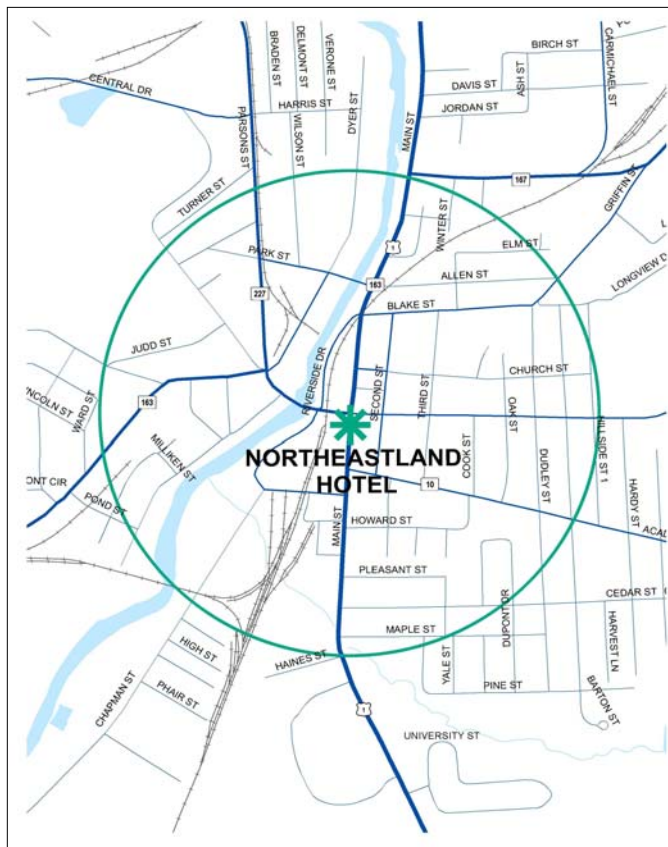 BIRCH ST
BRADEN ST
DELMONT ST
VERONE ST
CARMICHAEL ST
ASH ST
DAVIS ST
CENTRAL DR
HARRIS ST
JORDAN ST
PARSONS ST
WILSON ST
DYER ST
MAIN ST
167
GRIFFIN ST
TURNER ST
WINTER ST
1
ELM ST
PARK ST
163
ALLEN ST
LONGVIEW D
227
BLAKE ST
JUDD ST
RIVERSIDE DR
CHURCH ST
SECOND ST
THIRD ST
OAK ST
163
WARD ST
INCOLN ST
MILLIKEN ST
NORTHEASTLAND
HOTEL
COOK ST
DUDLEY ST
HILLSIDE ST 1
HARDY ST
10
ONT CIR
POND ST
MAIN ST
HOWARD ST
ACAD
PLEASANT ST
DUPONT DR
CEDAR ST
MAPLE ST
HIGH ST
YALE ST
HARVEST LN
HAINES ST
PHAIR ST
CHAPMAN ST
PINE ST
BARTON ST
1
UNIVERSITY ST